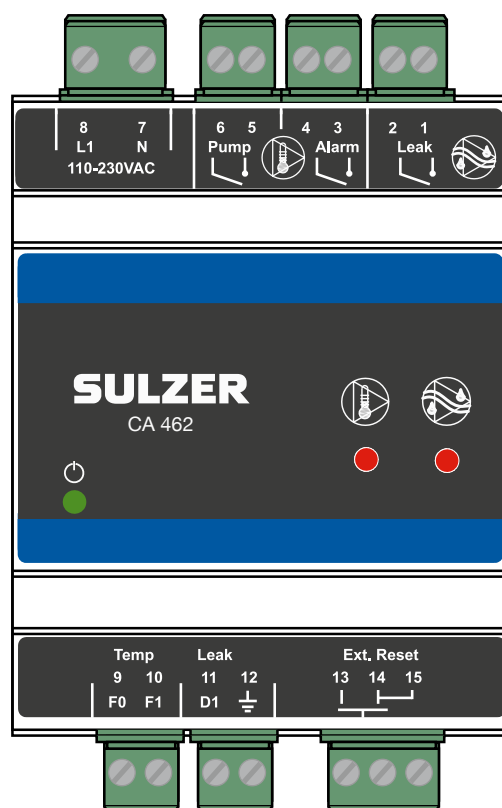 8 7 6 5 4 3 2 1
L1 N Pump Alarm Leak
110-230VAC
SULZER
CA 462
Temp Leak Ext. Reset
9 10 11 12 13 14 15
F0 F1 D1